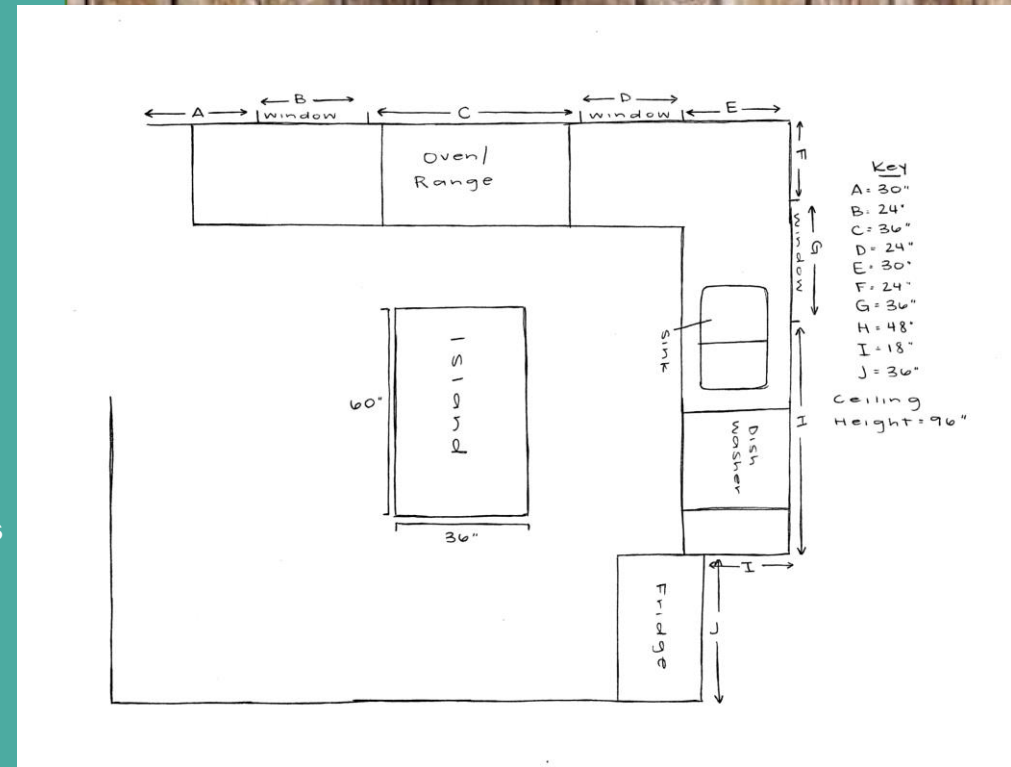 A
B
window
C
D
window
E
Oven/
Range
F
window
G
Key
A = 30"
B = 24"
C = 36"
D = 24"
E = 30"
F = 24"
G = 36"
H = 48"
I = 18"
J = 36"
Ceiling
Height = 96"
Sink
Island
60"
36"
Dish
washer
H
I
Fridge
J
s